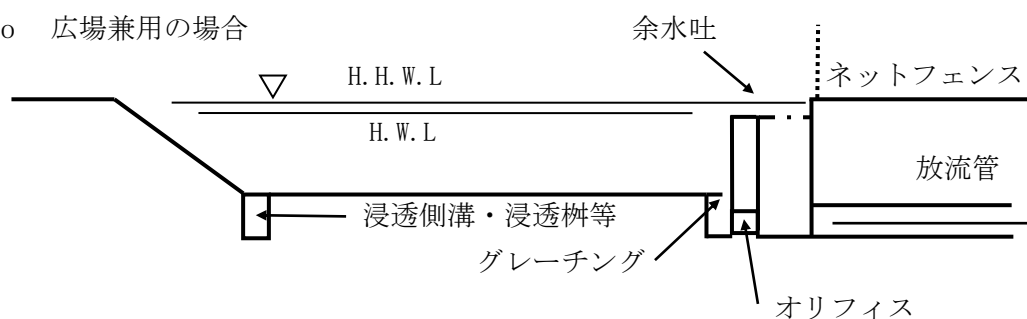 o 広場兼用の場合
余水吐
H.H.W.L
ネットフェンス
H.W.L
放流管
浸透側溝・浸透桝等
グレーチング
オリフィス